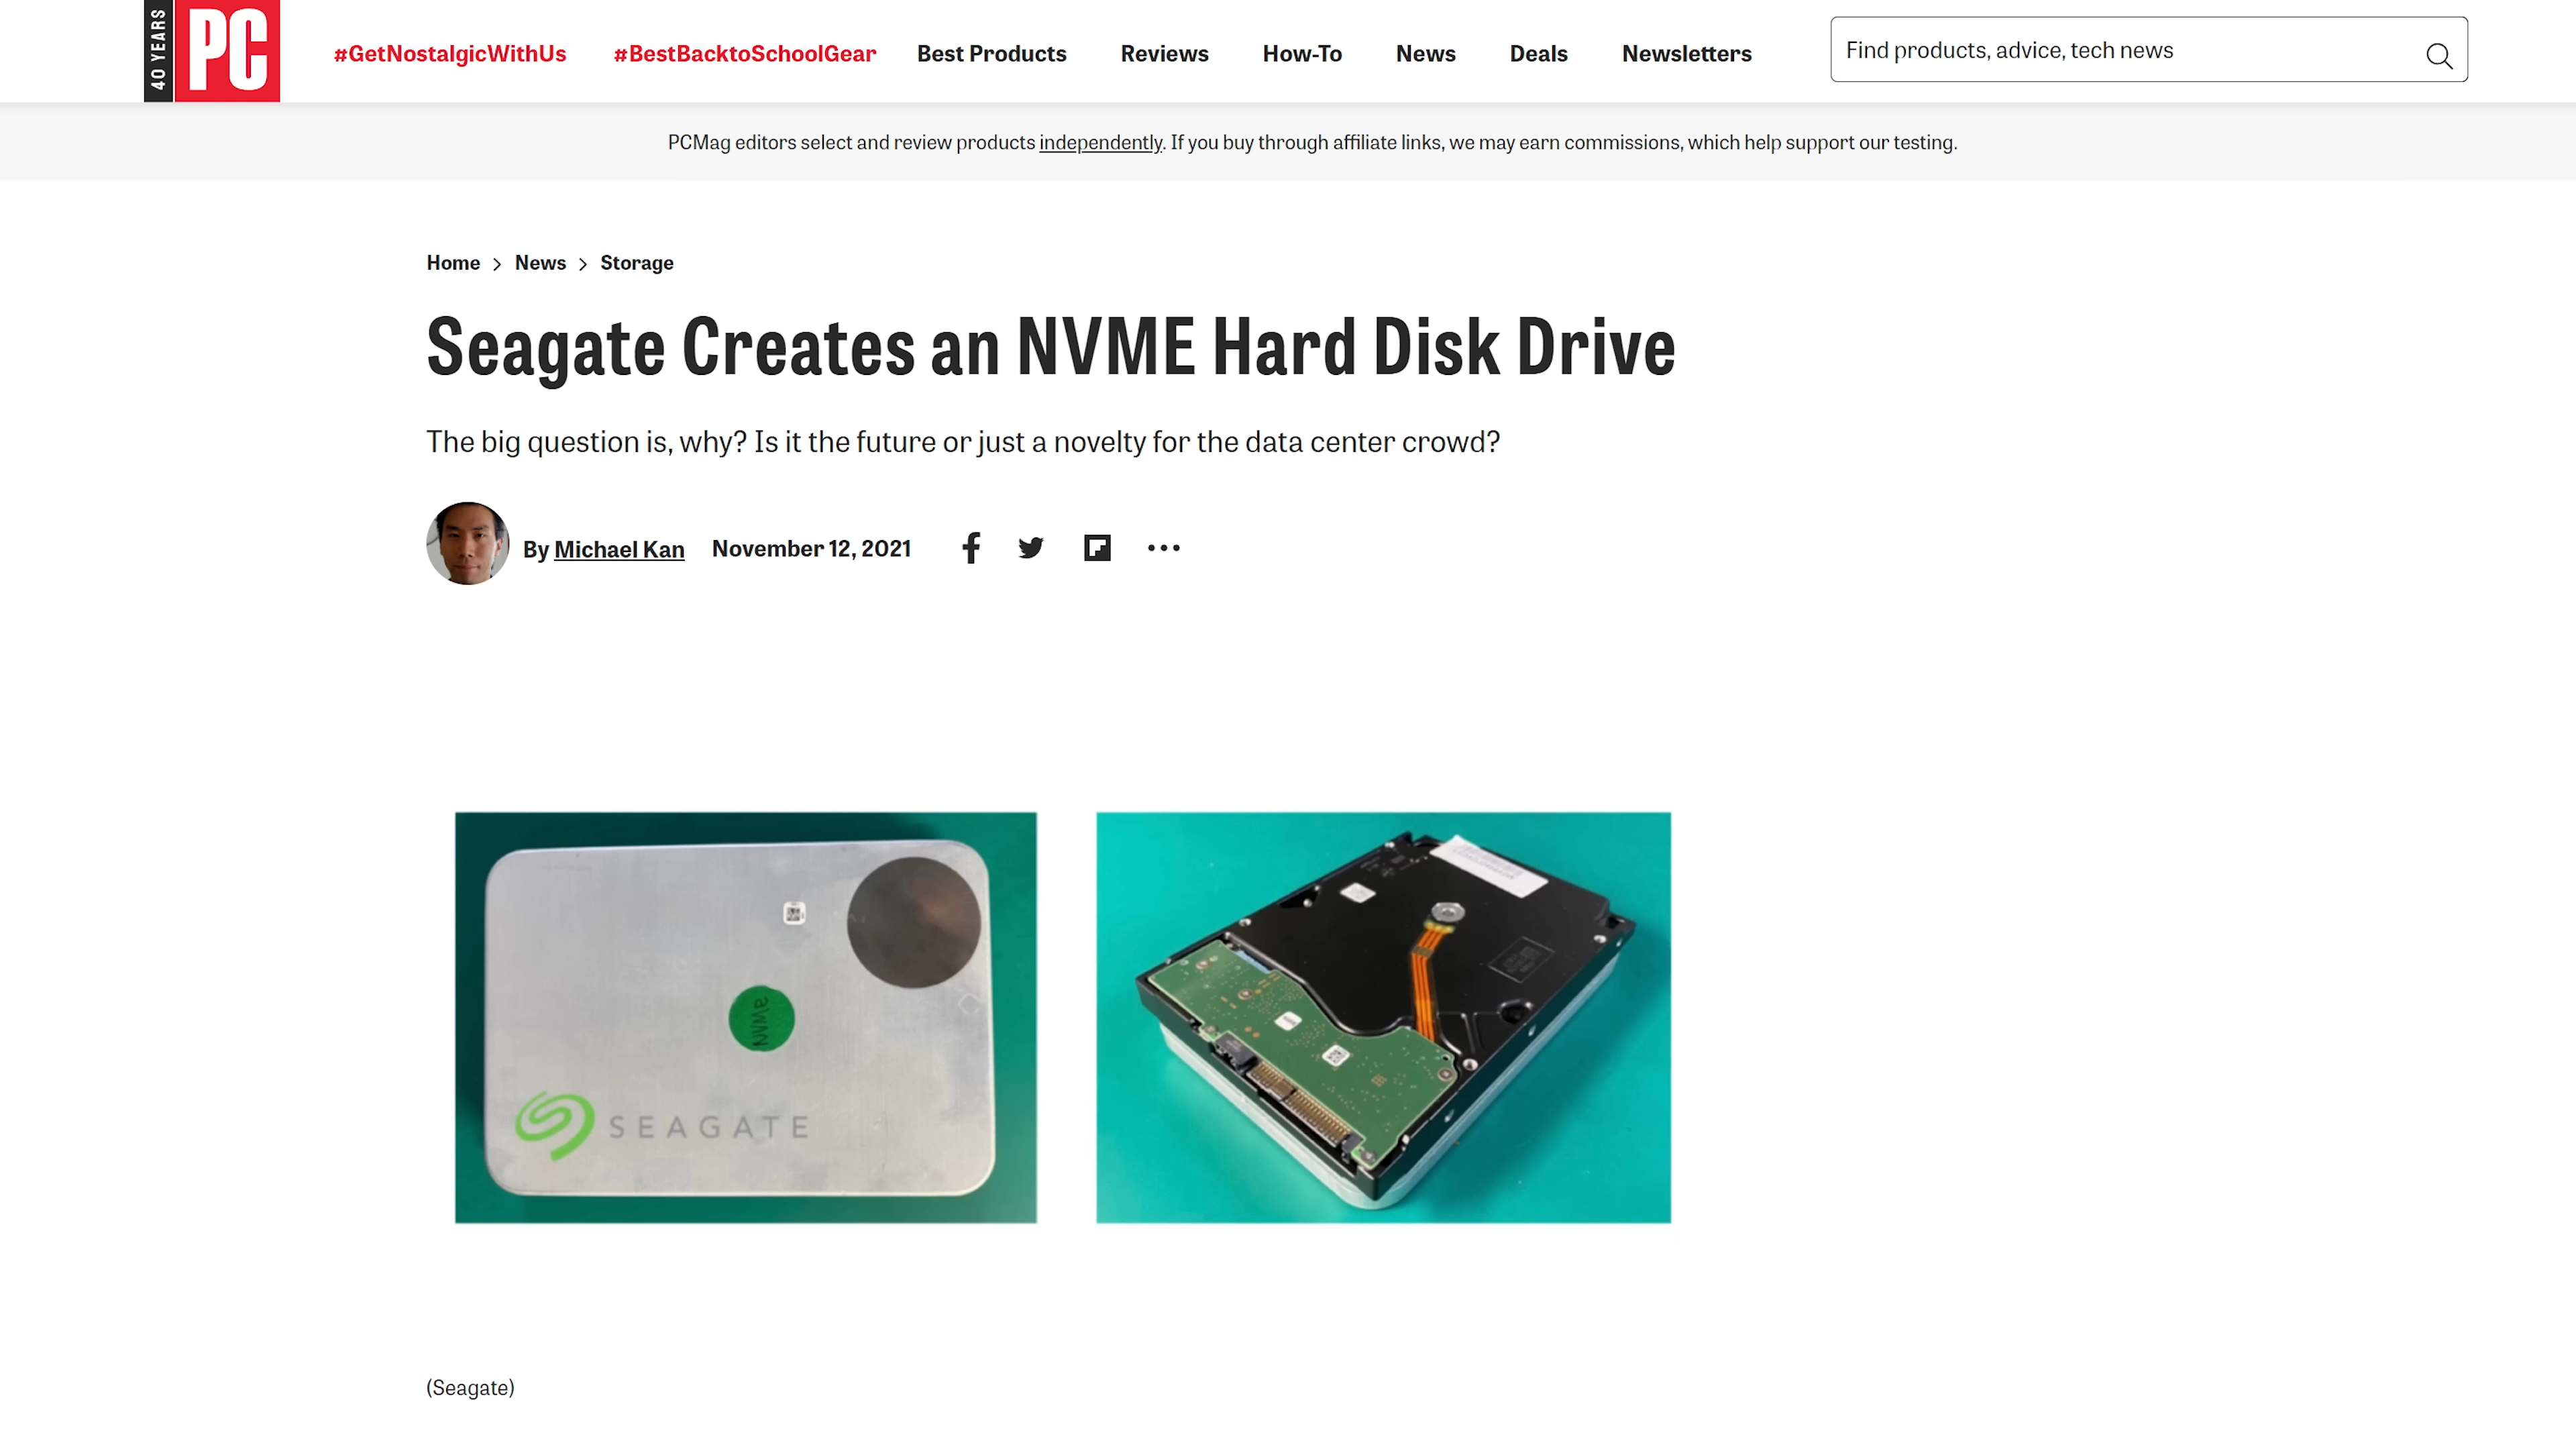 40 YEARS
PC
#GetNostalgicWithUs #BestBacktoSchoolGear Best Products Reviews How-To News Deals Newsletters Find products, advice, tech news
PCMag editors select and review products independently. If you buy through affiliate links, we may earn commissions, which help support our testing.
Home > News > Storage
Seagate Creates an NVME Hard Disk Drive
The big question is, why? Is it the future or just a novelty for the data center crowd?
By Michael Kan November 12, 2021
NVMe
SEAGATE
(Seagate)